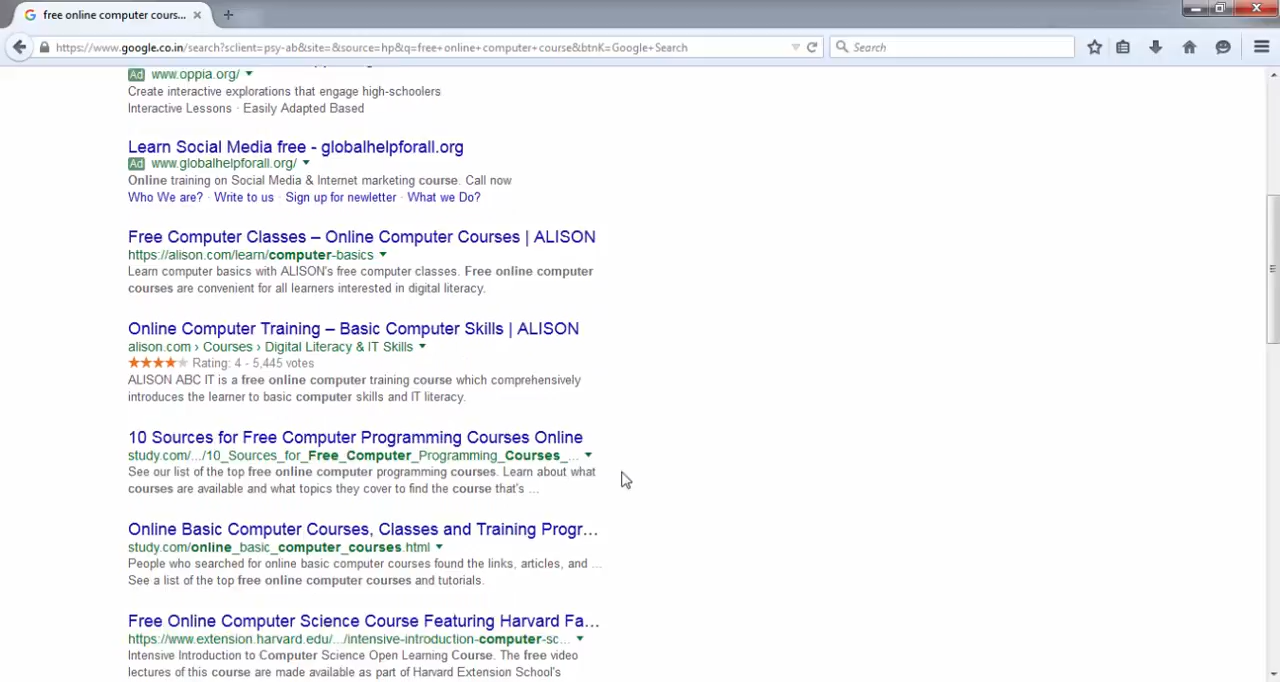 free online computer cours...
https://www.google.co.in/search?sclient=psy-ab&site=&source=hp&q=free+online+computer+course&btnK=Google+Search
Search
Ad www.oppia.org/
Create interactive explorations that engage high-schoolers
Interactive Lessons · Easily Adapted Based
Learn Social Media free - globalhelpforall.org
Ad www.globalhelpforall.org/
Online training on Social Media & Internet marketing course. Call now
Who We are? · Write to us · Sign up for newletter · What we Do?
Free Computer Classes – Online Computer Courses | ALISON
https://alison.com/learn/computer-basics
Learn computer basics with ALISON's free computer classes. Free online computer
courses are convenient for all learners interested in digital literacy.
Online Computer Training – Basic Computer Skills | ALISON
alison.com › Courses › Digital Literacy & IT Skills
Rating: 4 - 5,445 votes
ALISON ABC IT is a free online computer training course which comprehensively
introduces the learner to basic computer skills and IT literacy.
10 Sources for Free Computer Programming Courses Online
study.com/.../10_Sources_for_Free_Computer_Programming_Courses_...
See our list of the top free online computer programming courses. Learn about what
courses are available and what topics they cover to find the course that's ...
Online Basic Computer Courses, Classes and Training Progr...
study.com/online_basic_computer_courses.html
People who searched for online basic computer courses found the links, articles, and ...
See a list of the top free online computer courses and tutorials.
Free Online Computer Science Course Featuring Harvard Fa...
https://www.extension.harvard.edu/.../intensive-introduction-computer-sc...
Intensive Introduction to Computer Science Open Learning Course. The free video
lectures of this course are made available as part of Harvard Extension School's